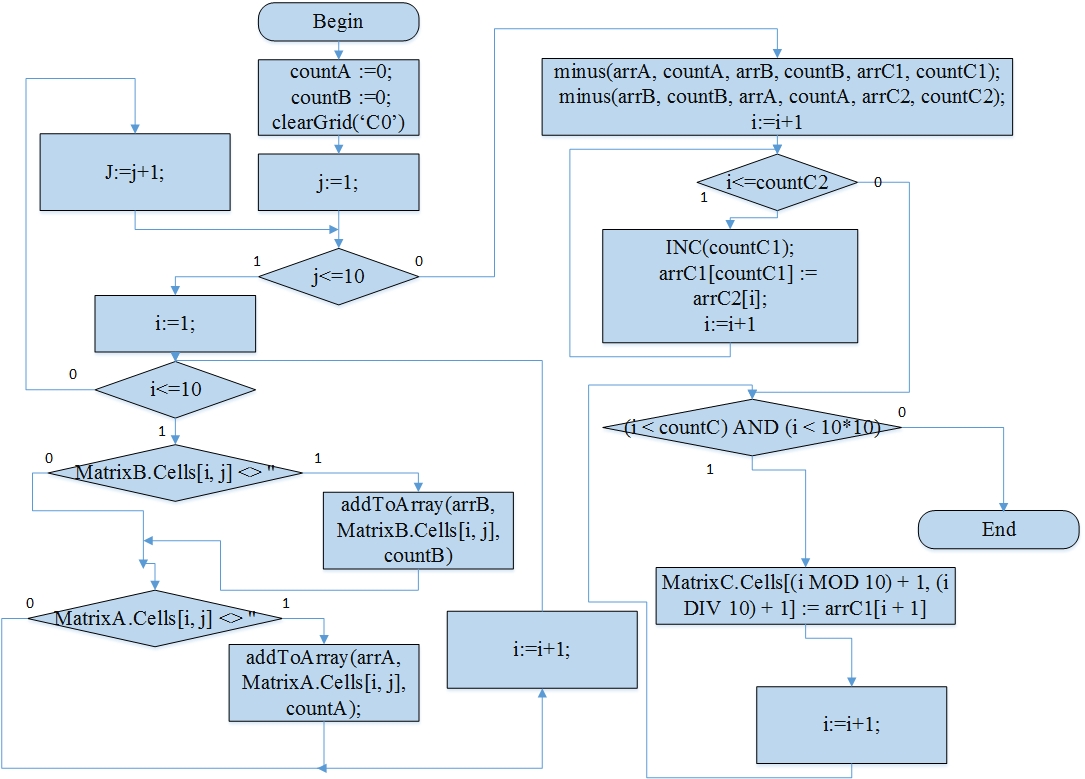 Begin
countA :=0;
countB :=0;
clearGrid(‘C0’)
j:=1;
J:=j+1;
j<=10
1
0
i:=1;
i<=10
0
1
MatrixB.Cells[i, j] <> "
0
1
addToArray(arrB,
MatrixB.Cells[i, j],
countB)
MatrixA.Cells[i, j] <> "
0
1
addToArray(arrA,
MatrixA.Cells[i, j],
countA);
i:=i+1;
minus(arrA, countA, arrB, countB, arrC1, countC1);
minus(arrB, countB, arrA, countA, arrC2, countC2);
i:=i+1
i<=countC2
0
1
INC(countC1);
arrC1[countC1] :=
arrC2[i];
i:=i+1
(i < countC) AND (i < 10*10)
0
1
End
MatrixC.Cells[(i MOD 10) + 1, (i
DIV 10) + 1] := arrC1[i + 1]
i:=i+1;